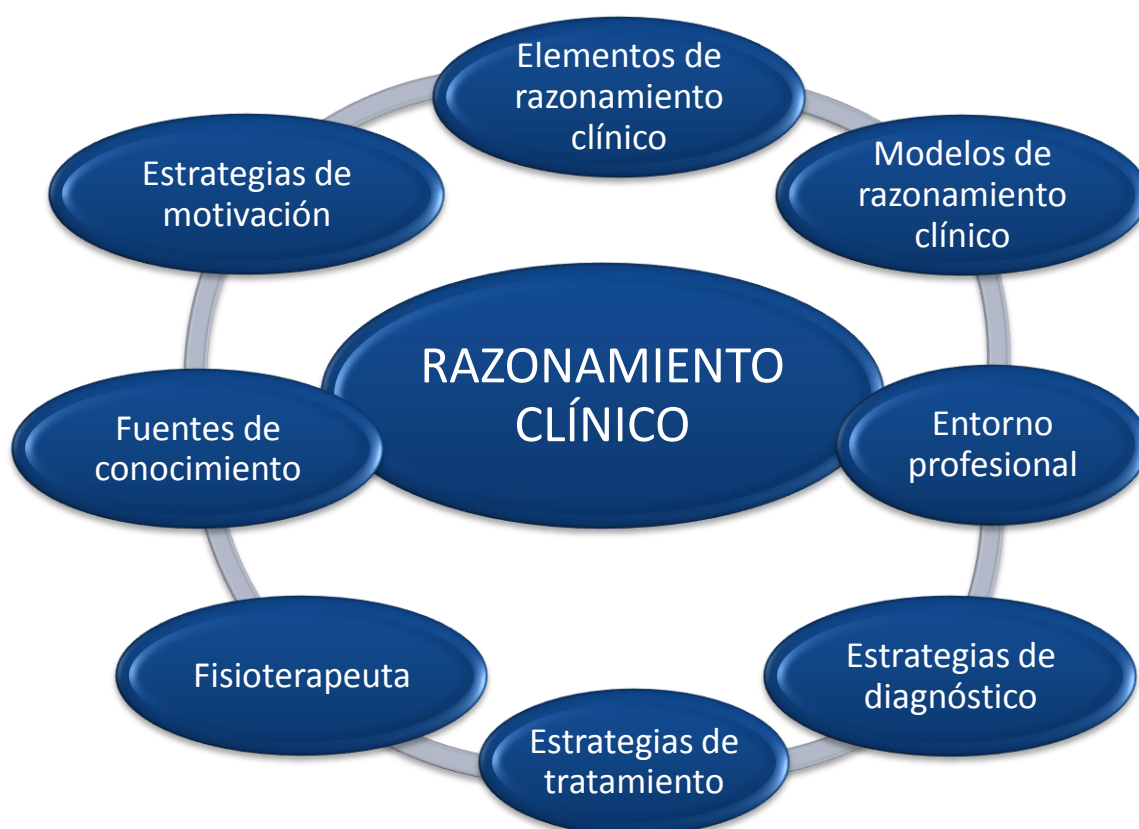 Elementos de
razonamiento
clínico
Modelos de
razonamiento
clínico
Entorno
profesional
Estrategias de
diagnóstico
Estrategias de
tratamiento
Fisioterapeuta
Fuentes de
conocimiento
Estrategias de
motivación
RAZONAMIENTO
CLÍNICO